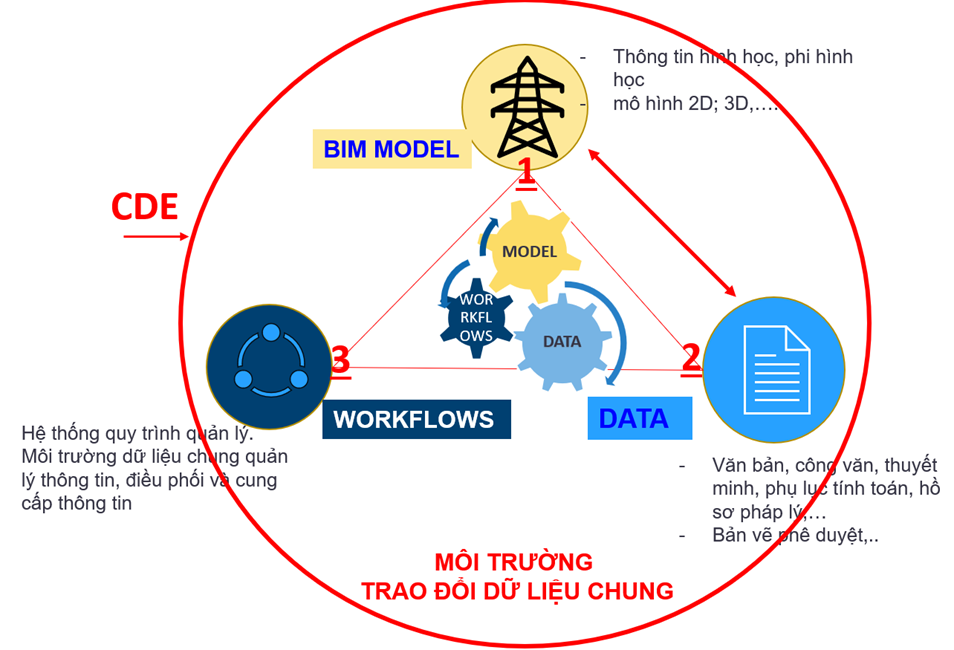 - Thông tin hình học, phi hình
học
- mô hình 2D; 3D,….
BIM MODEL
1
CDE
MODEL
WOR
RKFL
OWS
DATA
3
2
WORKFLOWS
DATA
Hệ thống quy trình quản lý.
Môi trường dữ liệu chung quản
lý thông tin, điều phối và cung
cấp thông tin
- Văn bản, công văn, thuyết
minh, phụ lục tính toán, hồ
sơ pháp lý,…
- Bản vẽ phê duyệt,..
MÔI TRƯỜNG
TRAO ĐỔI DỮ LIỆU CHUNG